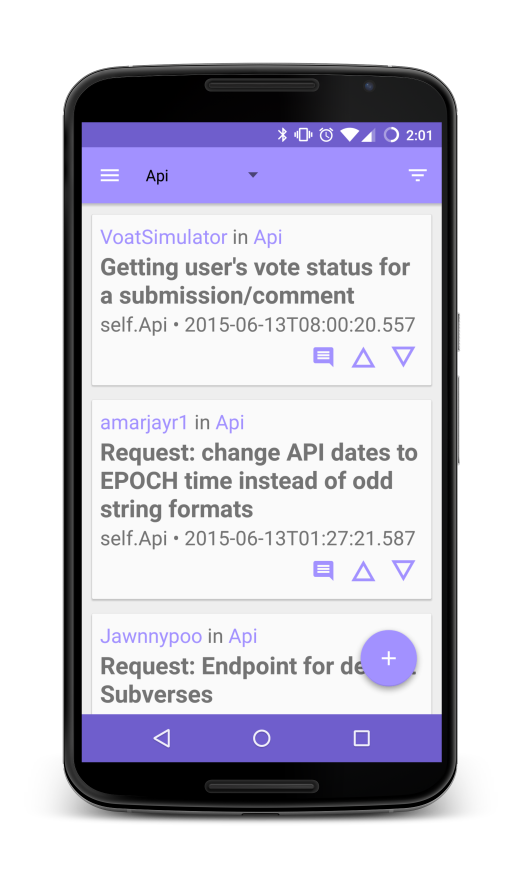 2:01
Api
VoatSimulator in Api
Getting user's vote status for
a submission/comment
self.Api • 2015-06-13T08:00:20.557
amarjayr1 in Api
Request: change API dates to
EPOCH time instead of odd
string formats
self.Api • 2015-06-13T01:27:21.587
Jawnnypoo in Api
Request: Endpoint for
Subverses